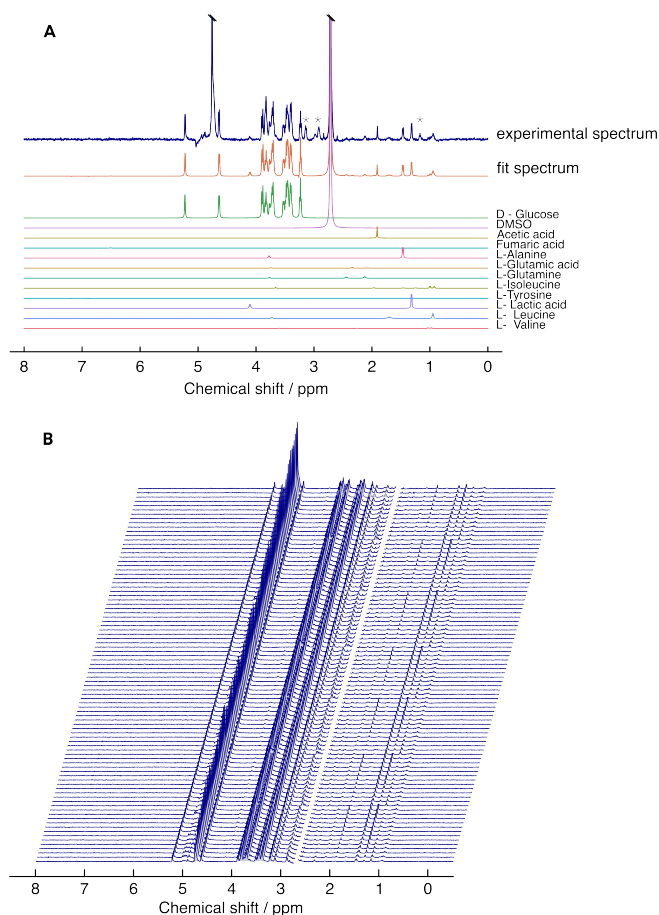 A
experimental spectrum
fit spectrum
D - Glucose
DMSO
Acetic acid
Fumaric acid
L-Alanine
L-Glutamic acid
L-Glutamine
L-Isoleucine
L-Tyrosine
L- Lactic acid
L- Leucine
L- Valine
8 7 6 5 4 3 2 1 0
Chemical shift / ppm
B
8 7 6 5 4 3 2 1 0
Chemical shift / ppm